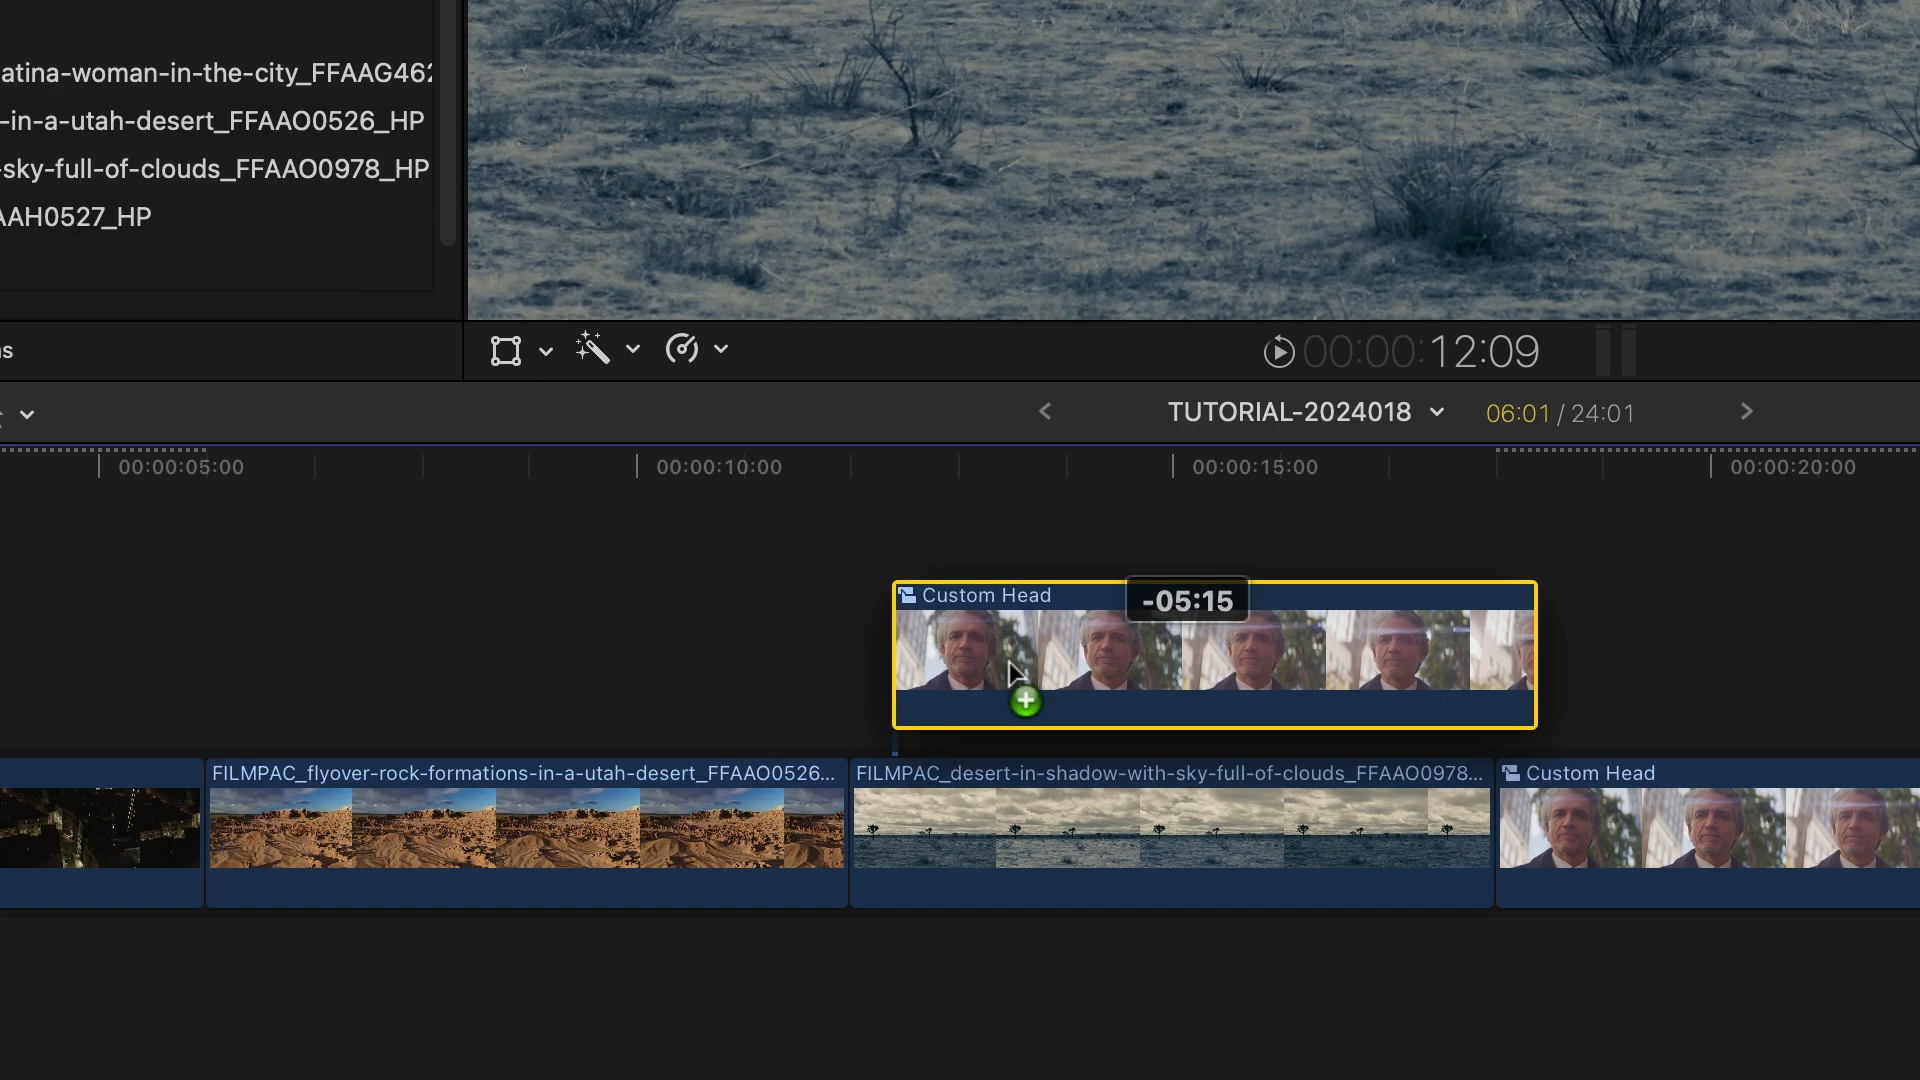 atina-woman-in-the-city_FFAAG462
-in-a-utah-desert_FFAAO0526_HP
-sky-full-of-clouds_FFAAO0978_HP
AAH0527_HP
s
00:00:12:09
TUTORIAL-2024018
06:01 / 24:01
00:00:05:00
00:00:10:00
00:00:15:00
00:00:20:00
Custom Head
-05:15
FILMPAC_flyover-rock-formations-in-a-utah-desert_FFAAO0526...
FILMPAC_desert-in-shadow-with-sky-full-of-clouds_FFAAO0978...
Custom Head